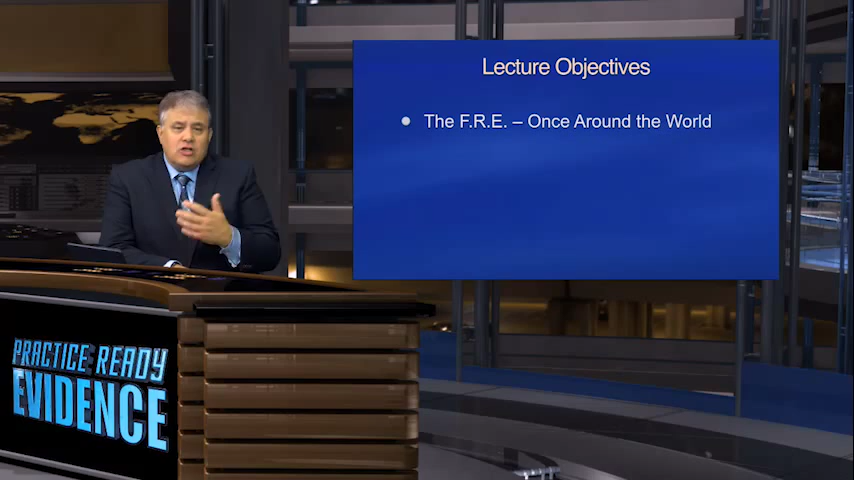 Lecture Objectives
The F.R.E. – Once Around the World
PRACTICE READY
EVIDENCE